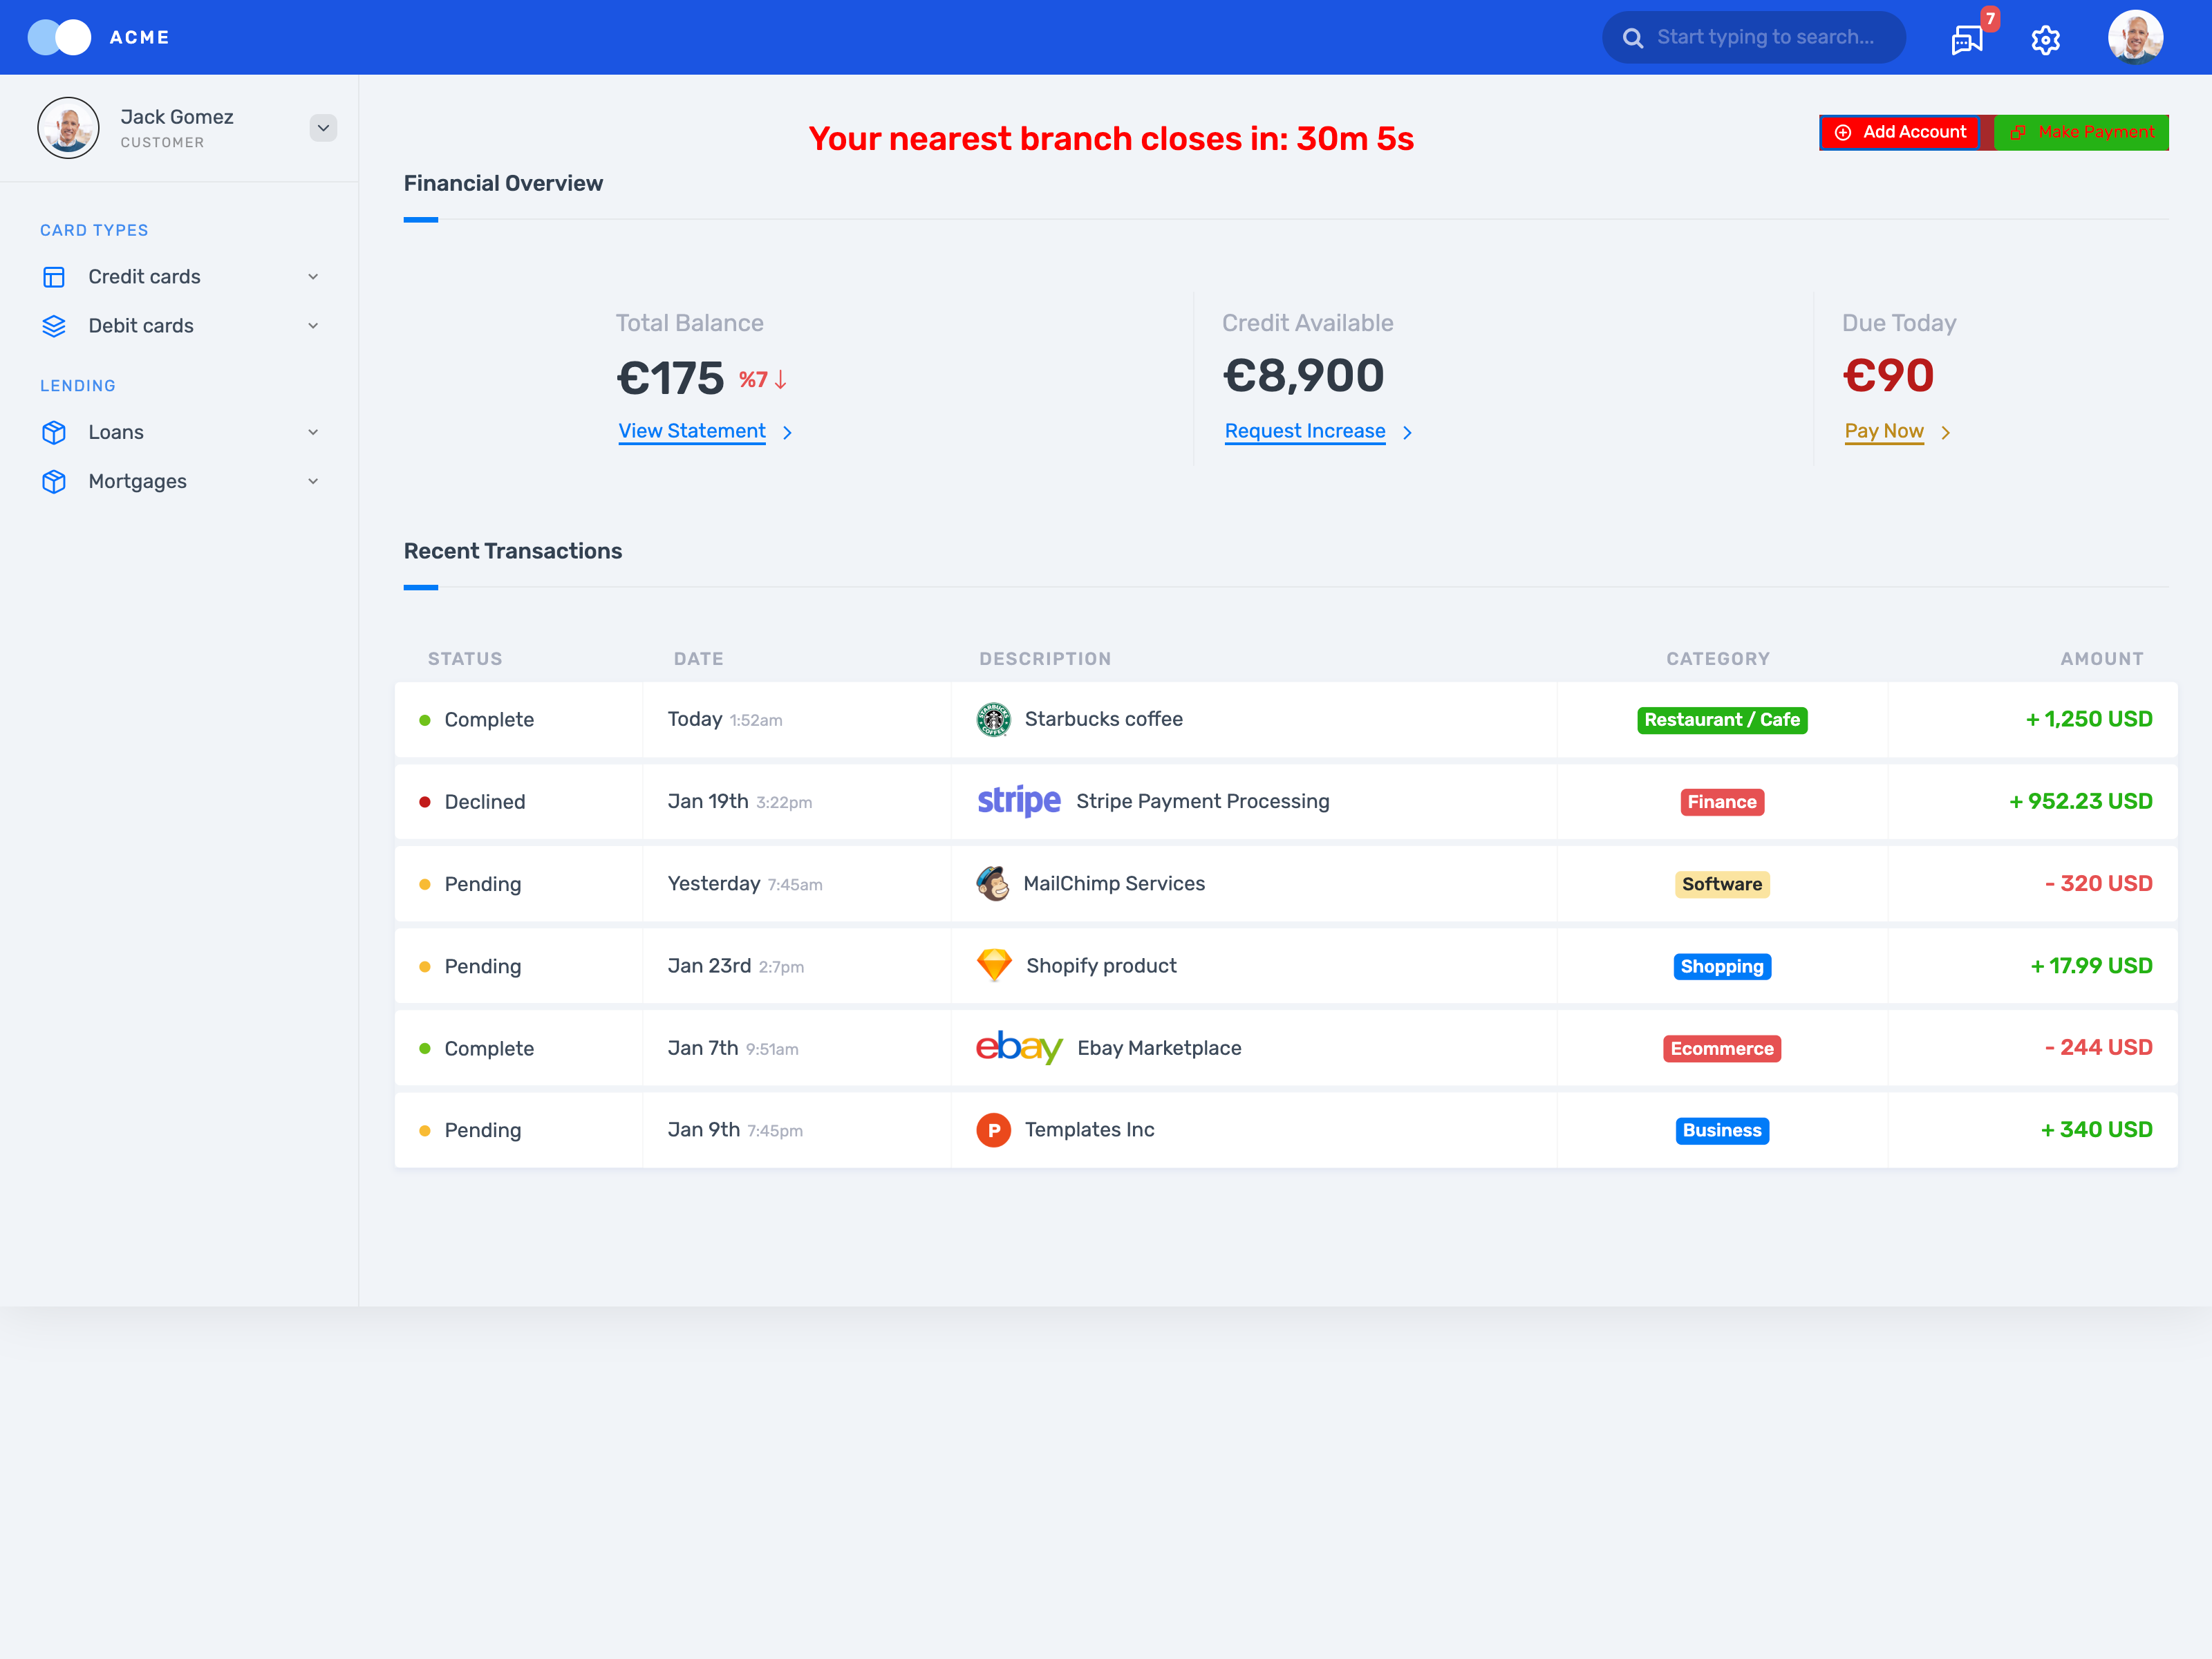 ACME
Start typing to search...
7
Jack Gomez
CUSTOMER
Your nearest branch closes in: 30m 5s
Add Account
Make Payment
Financial Overview
CARD TYPES
Credit cards
Debit cards
LENDING
Loans
Mortgages
Total Balance
€175 %7
View Statement
Credit Available
€8,900
Request Increase
Due Today
€90
Pay Now
Recent Transactions
STATUS DATE DESCRIPTION CATEGORY AMOUNT
Complete Today 1:52am STARBUCKS COFFEE Starbucks coffee Restaurant / Cafe + 1,250 USD
Declined Jan 19th 3:22pm stripe Stripe Payment Processing Finance + 952.23 USD
Pending Yesterday 7:45am MailChimp Services Software - 320 USD
Pending Jan 23rd 2:7pm Shopify product Shopping + 17.99 USD
Complete Jan 7th 9:51am ebay Ebay Marketplace Ecommerce - 244 USD
Pending Jan 9th 7:45pm P Templates Inc Business + 340 USD